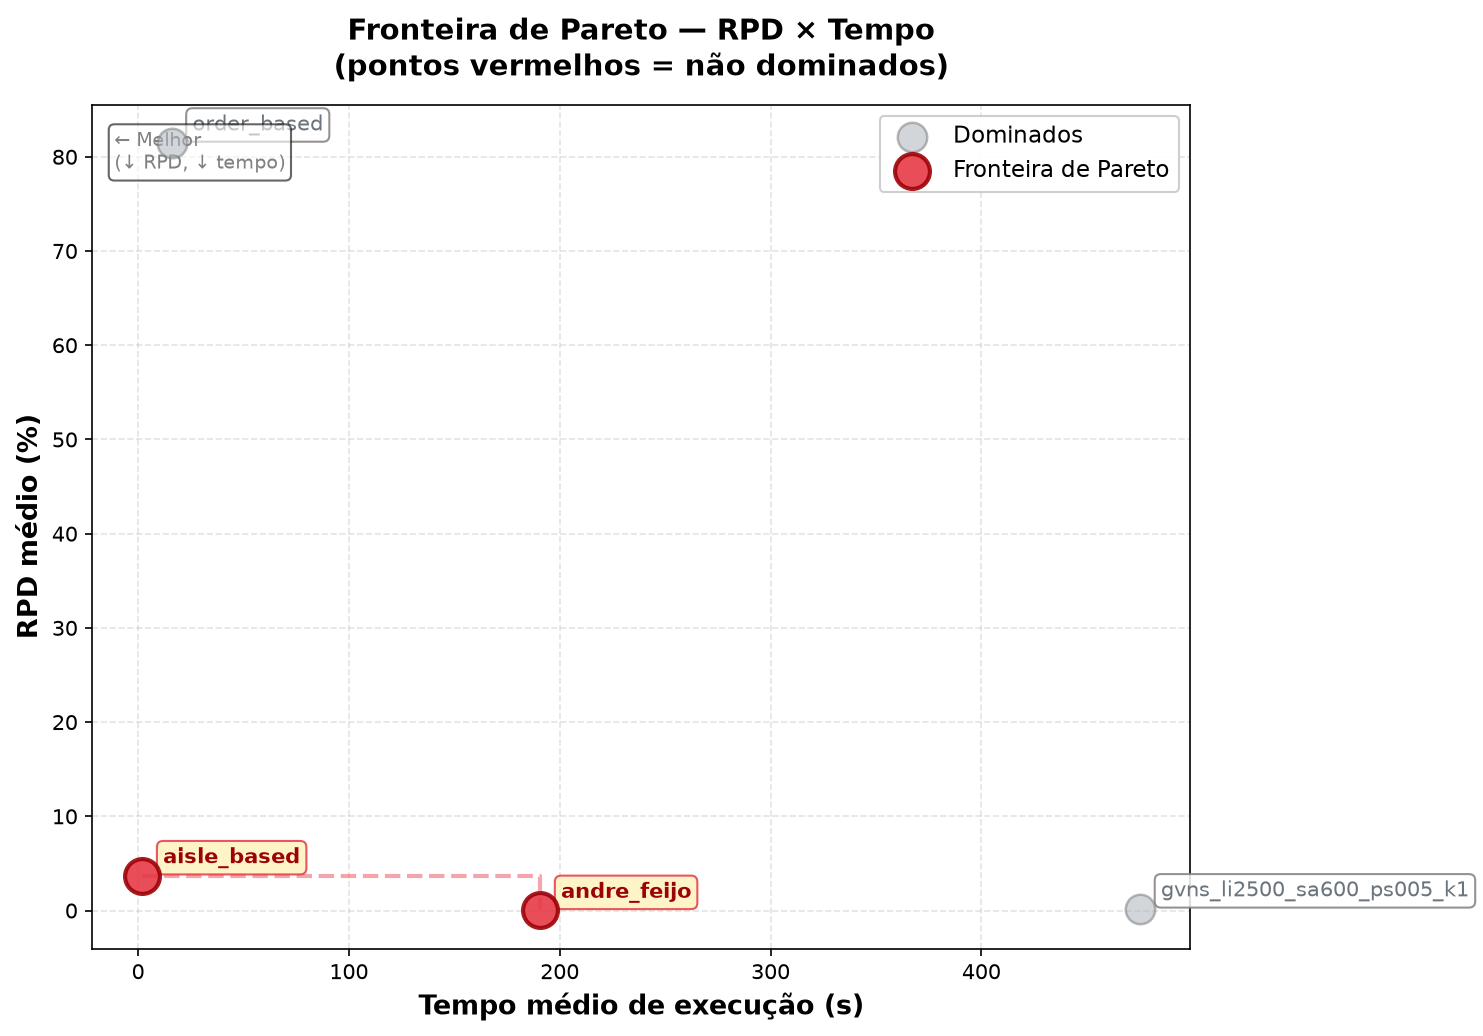 Fronteira de Pareto — RPD × Tempo
(pontos vermelhos = não dominados)
order_based
← Melhor
(↓ RPD, ↓ tempo)
Dominados
Fronteira de Pareto
80
70
60
50
40
30
20
10
0
RPD médio (%)
aisle_based
andre_feijo
gvns_li2500_sa600_ps005_k1
0
100
200
300
400
Tempo médio de execução (s)